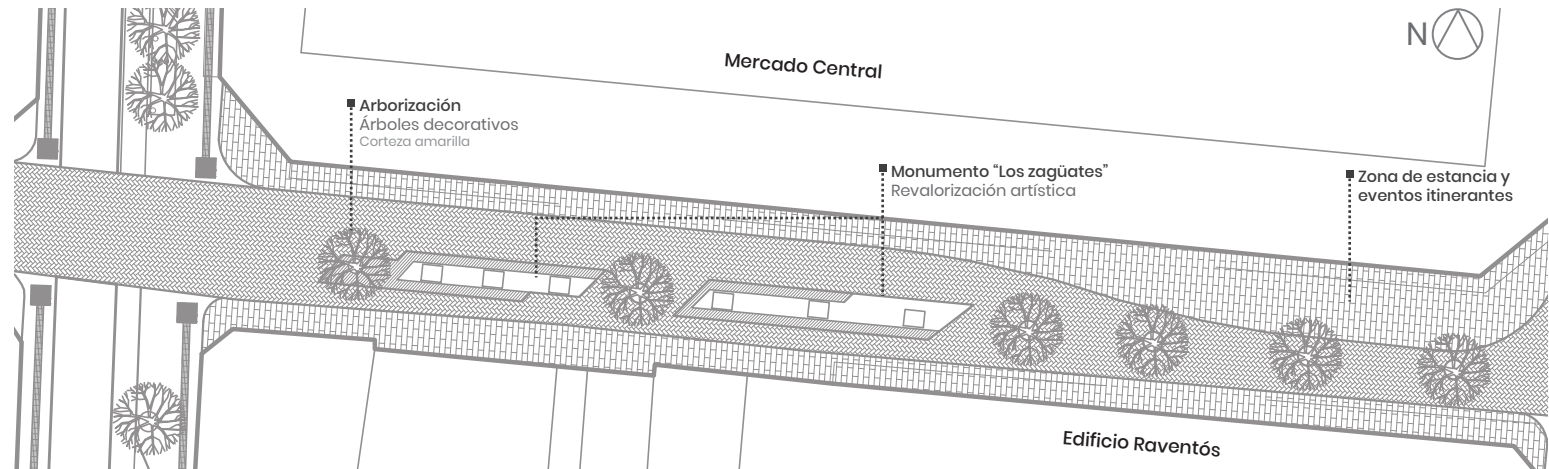 N
Mercado Central
Arborización
Árboles decorativos
Corteza amarilla
Monumento “Los zagüates”
Revalorización artística
Zona de estancia y
eventos itinerantes
Edificio Raventós